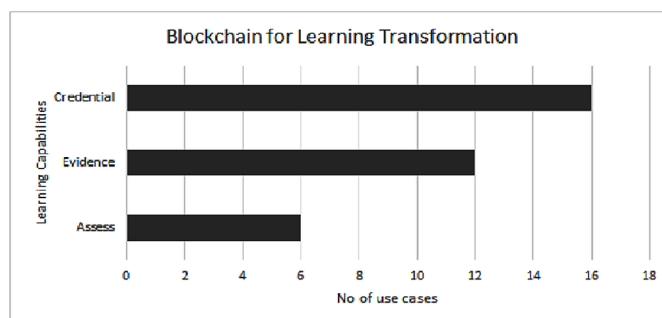 Blockchain for Learning Transformation
Learning Capabilities
Credential
Evidence
Assess
0 2 4 6 8 10 12 14 16 18
No of use cases